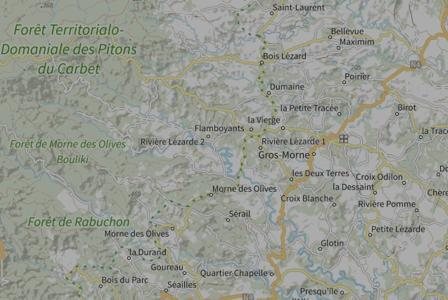 Saint-Laurent
Forêt Territorialo-
Domaniale des Pitons
du Carbet
Bellevue
Maximim
Bois Lézard
Poirier
Dumaine
la Petite Tracée
Birot
la Vierge
Flamboyants
Rivière Lézarde 2
Rivière Lézarde 1
Forêt de Morne des Olives
Bouliki
Gros-Morne
les Deux Terres
Croix Odilon
la Dessaint
Morne des Olives
Croix Blanche
Rivière Pomme
Sérail
Forêt de Rabuchon
Morne des Olives
Petite Lézarde
Glotin
la Durand
Goureau
Quartier Chapelle
Bois du Parc
Séailles
Presqu'île